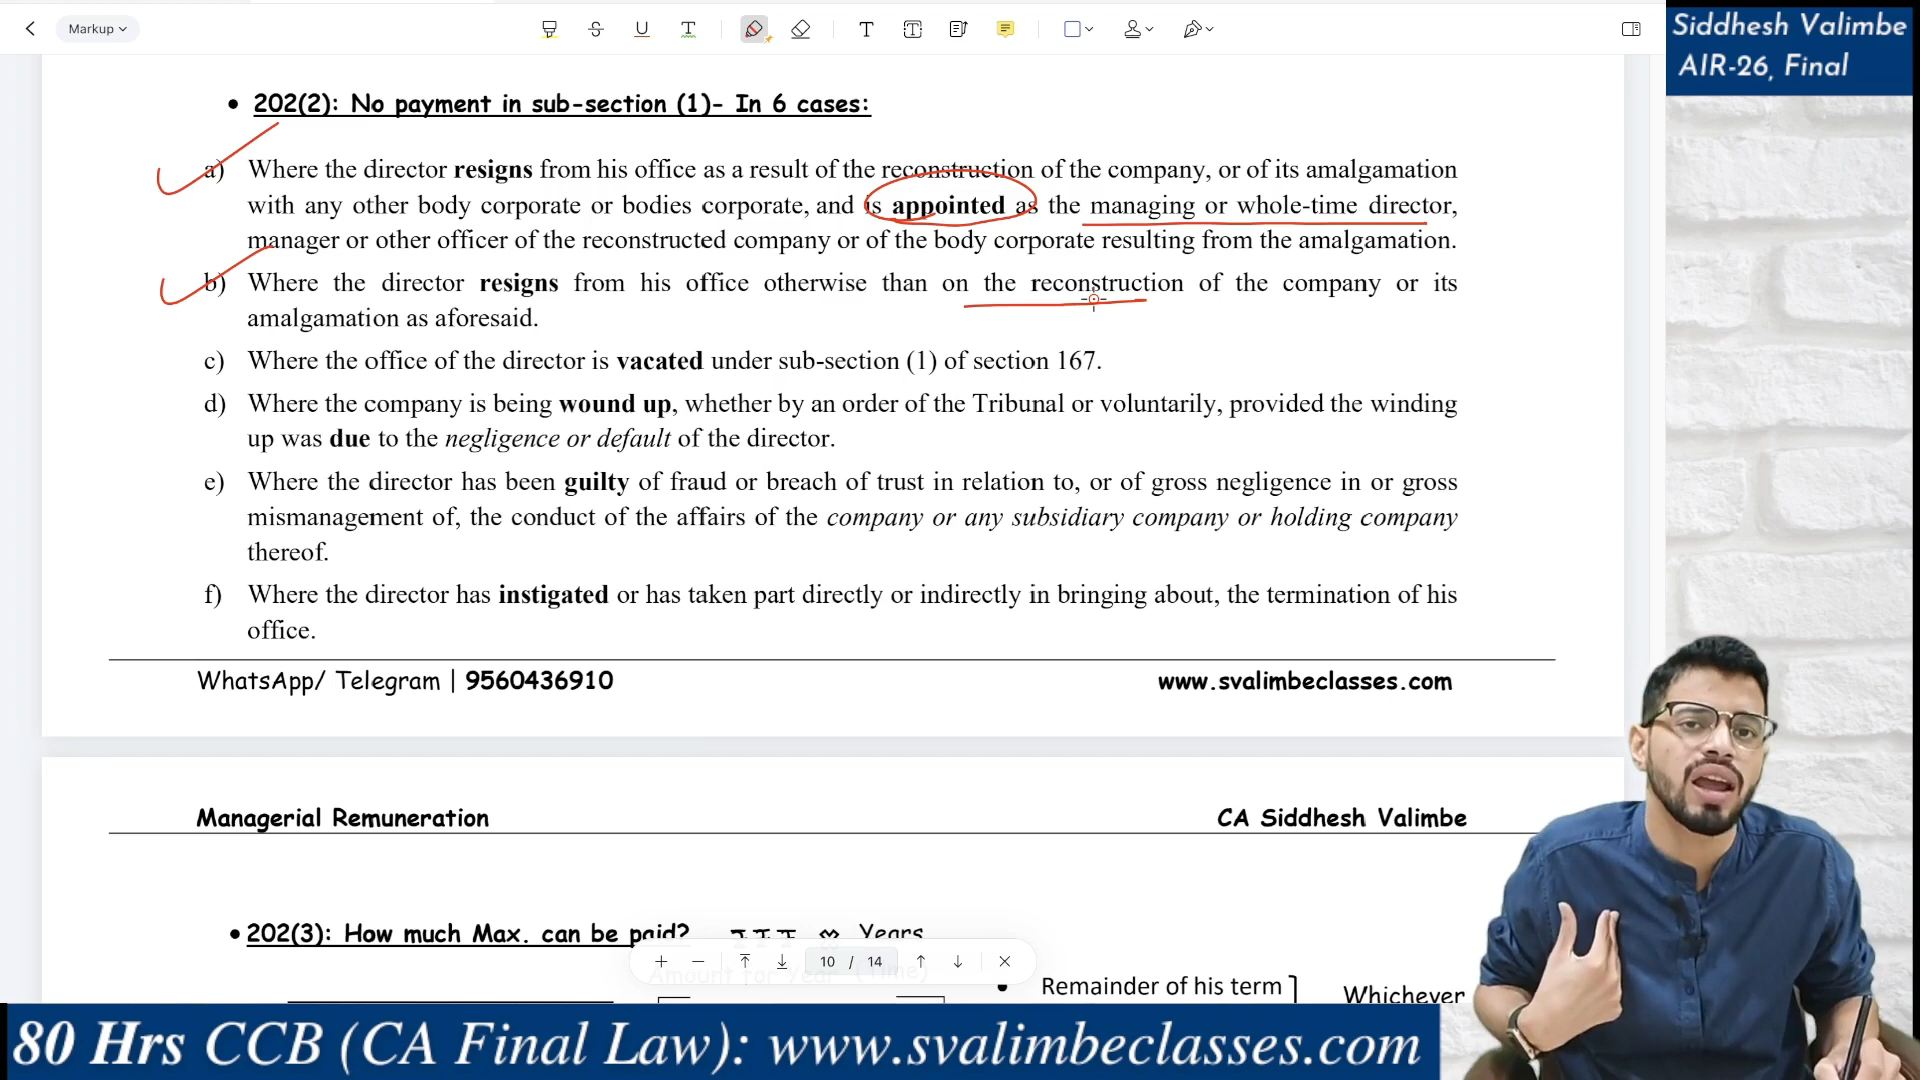 Markup
Siddhesh Valimbe
AIR-26, Final
• 202(2): No payment in sub-section (1)- In 6 cases:
a) Where the director resigns from his office as a result of the reconstruction of the company, or of its amalgamation
with any other body corporate or bodies corporate, and is appointed as the managing or whole-time director,
manager or other officer of the reconstructed company or of the body corporate resulting from the amalgamation.
b) Where the director resigns from his office otherwise than on the reconstruction of the company or its
amalgamation as aforesaid.
c) Where the office of the director is vacated under sub-section (1) of section 167.
d) Where the company is being wound up, whether by an order of the Tribunal or voluntarily, provided the winding
up was due to the negligence or default of the director.
e) Where the director has been guilty of fraud or breach of trust in relation to, or of gross negligence in or gross
mismanagement of, the conduct of the affairs of the company or any subsidiary company or holding company
thereof.
f) Where the director has instigated or has taken part directly or indirectly in bringing about, the termination of his
office.
WhatsApp/ Telegram | 9560436910 www.svalimbeclasses.com
Managerial Remuneration CA Siddhesh Valimbe
• 202(3): How much Max. can be paid? Years
10 / 14
• Remainder of his term
Whichever
80 Hrs CCB (CA Final Law): www.svalimbeclasses.com